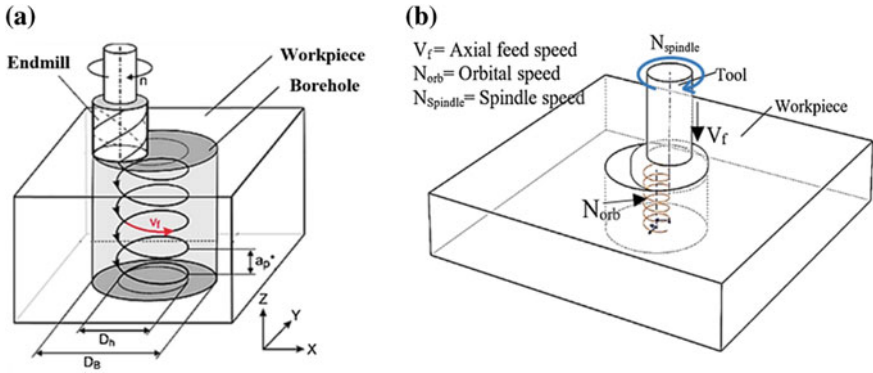 (a)
Endmill
n
Workpiece
Borehole
vf
ap*
Dh
DB
Z
Y
X
(b)
Vf= Axial feed speed
Norb= Orbital speed
NSpindle= Spindle speed
Nspindle
Tool
Workpiece
Vf
Norb